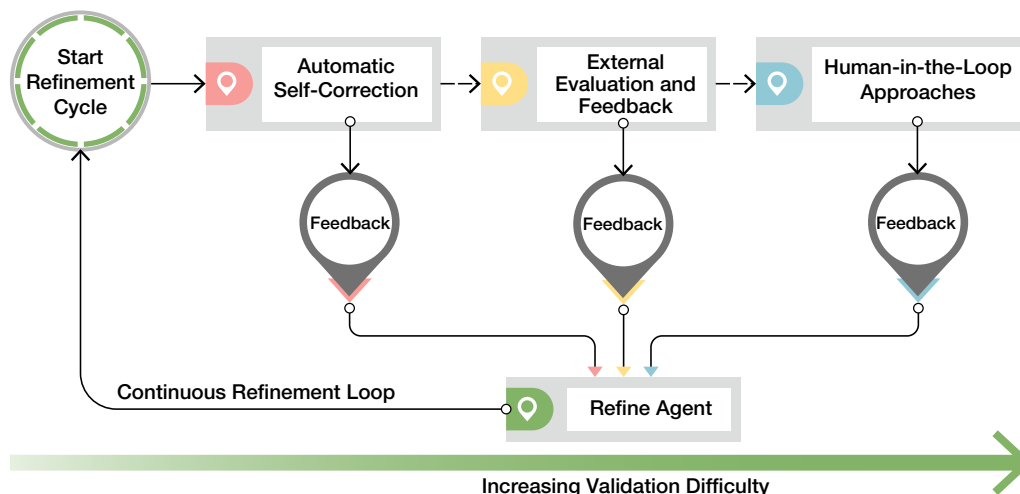 Start
Refinement
Cycle
Automatic
Self-Correction
External
Evaluation and
Feedback
Human-in-the-Loop
Approaches
Feedback
Feedback
Feedback
Continuous Refinement Loop
Refine Agent
Increasing Validation Difficulty